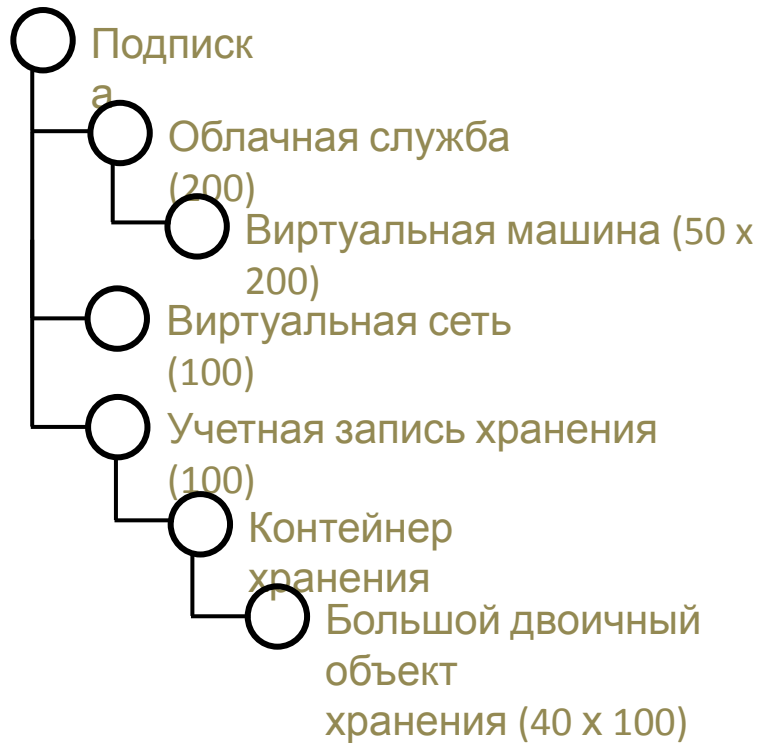 Подписк
а
Облачная служба
(200)
Виртуальная машина (50 x
200)
Виртуальная сеть
(100)
Учетная запись хранения
(100)
Контейнер
хранения
Большой двоичный
объект
хранения (40 x 100)